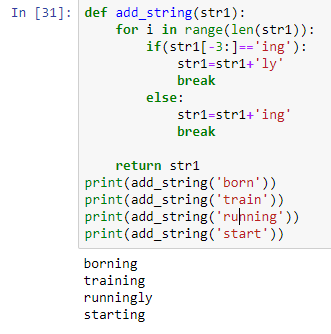 In [31]: def add_string(str1):
    for i in range(len(str1)):
        if(str1[-3:]=='ing'):
            str1=str1+'ly'
            break
        else:
            str1=str1+'ing'
            break

    return str1
print(add_string('born'))
print(add_string('train'))
print(add_string('running'))
print(add_string('start'))
borning
training
runningly
starting